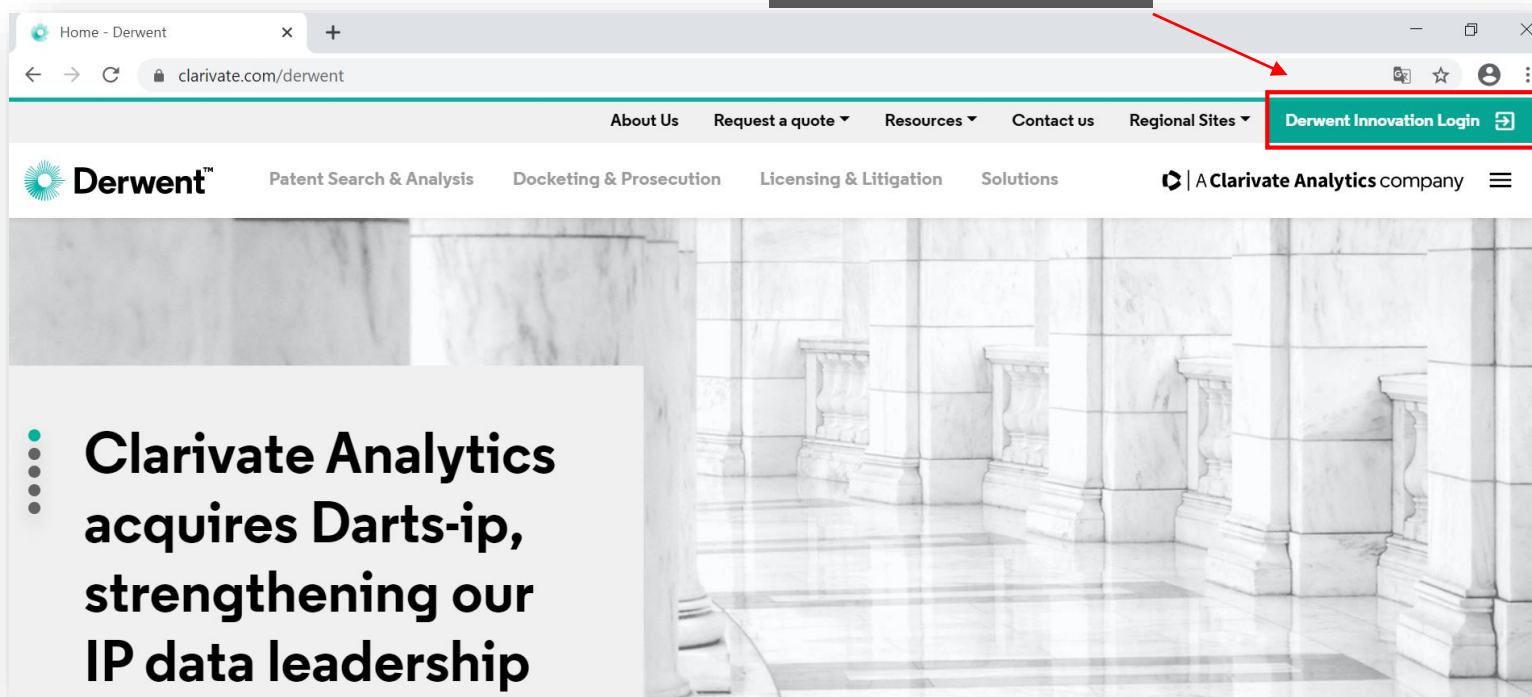 Home - Derwent
clarivate.com/derwent
About Us Request a quote Resources Contact us Regional Sites Derwent Innovation Login
Derwent™ Patent Search & Analysis Docketing & Prosecution Licensing & Litigation Solutions A Clarivate Analytics company
Clarivate Analytics
acquires Darts-ip,
strengthening our
IP data leadership